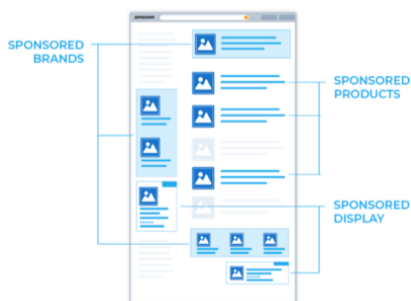 amazon
SPONSORED
BRANDS
SPONSORED
PRODUCTS
SPONSORED
DISPLAY